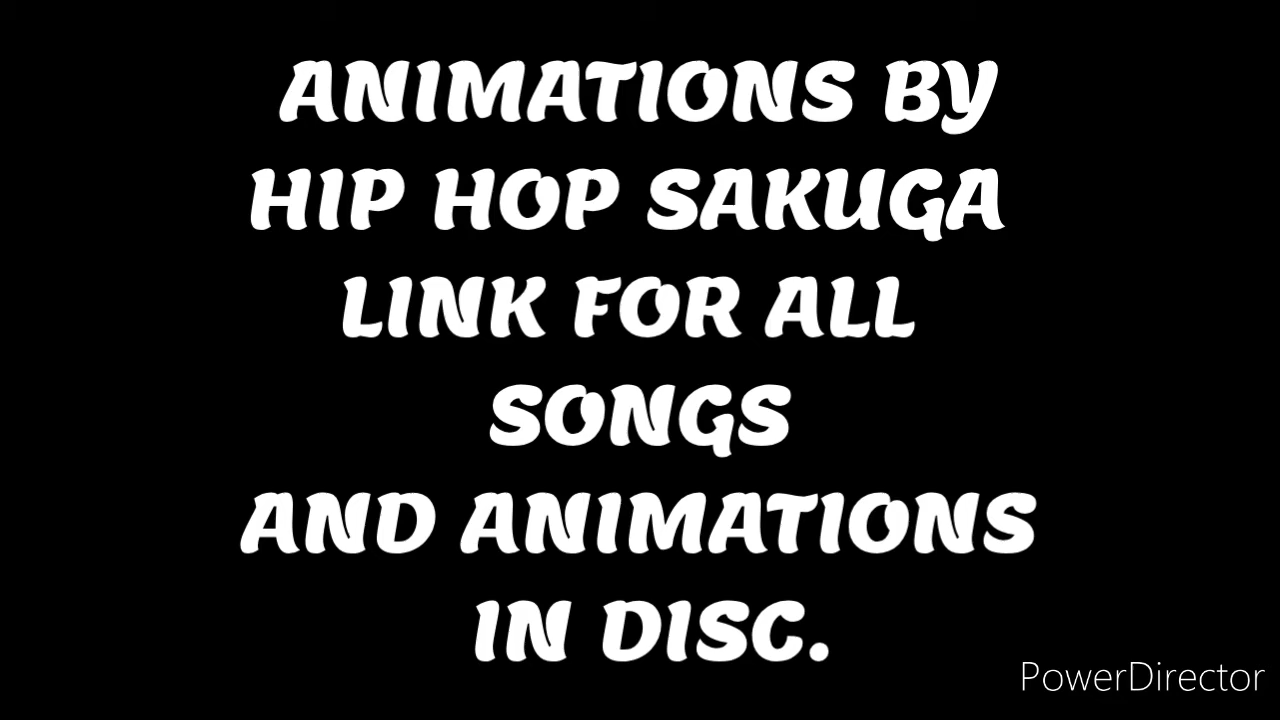 ANIMATIONS BY
HIP HOP SAKUGA
LINK FOR ALL
SONGS
AND ANIMATIONS
IN DISC.
PowerDirector